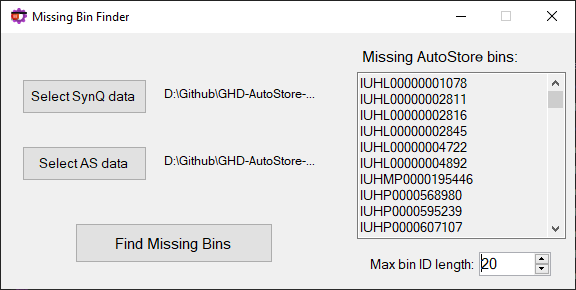 Missing Bin Finder
Missing AutoStore bins:
Select SynQ data
D:\Github\GHD-AutoStore-...
Select AS data
D:\Github\GHD-AutoStore-...
Find Missing Bins
IUHL00000001078
IUHL00000002811
IUHL00000002816
IUHL00000002845
IUHL00000004722
IUHL00000004892
IUHMP0000195446
IUHP0000568980
IUHP0000595239
IUHP0000607107
Max bin ID length: 20